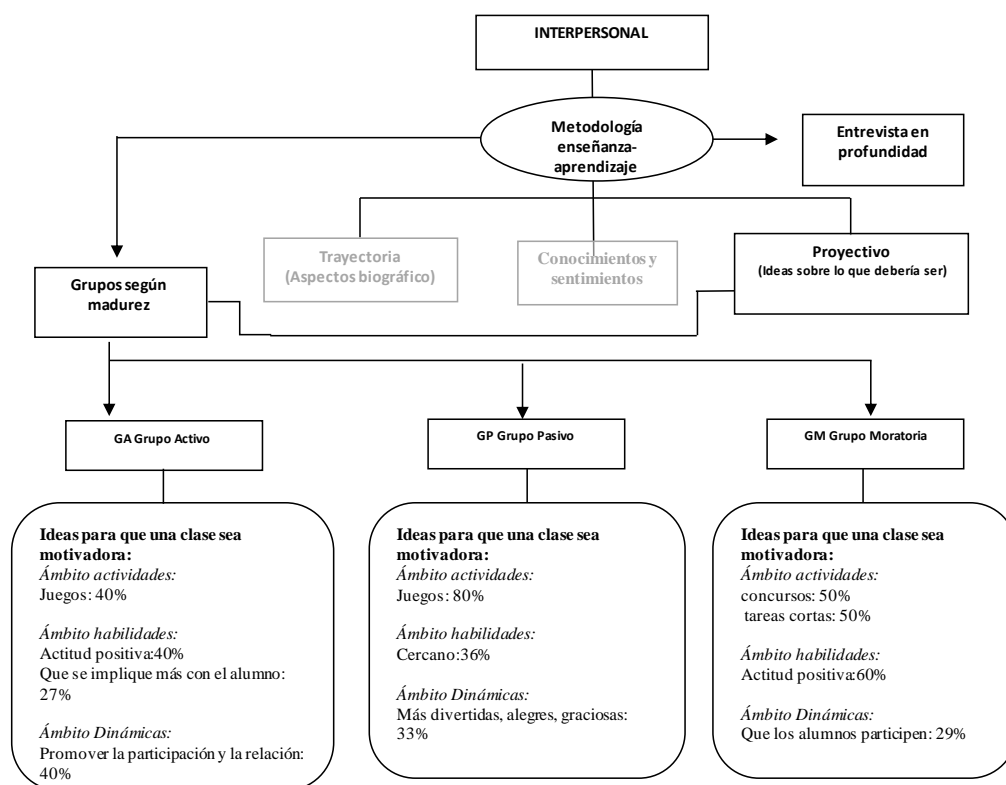 INTERPERSONAL
Metodología
enseñanza-
aprendizaje
Entrevista en
profundidad
Trayectoria
(Aspectos biográfico)
Conocimientos y
sentimientos
Proyectivo
(Ideas sobre lo que debería ser)
Grupos según
madurez
GA Grupo Activo
GP Grupo Pasivo
GM Grupo Moratoria
Ideas para que una clase sea
motivadora:
Ámbito actividades:
Juegos: 40%
Ámbito habilidades:
Actitud positiva:40%
Que se implique más con el alumno:
27%
Ámbito Dinámicas:
Promover la participación y la relación:
40%
Ideas para que una clase sea
motivadora:
Ámbito actividades:
Juegos: 80%
Ámbito habilidades:
Cercano:36%
Ámbito Dinámicas:
Más divertidas, alegres, graciosas:
33%
Ideas para que una clase sea
motivadora:
Ámbito actividades:
concursos: 50%
tareas cortas: 50%
Ámbito habilidades:
Actitud positiva:60%
Ámbito Dinámicas:
Que los alumnos participen: 29%